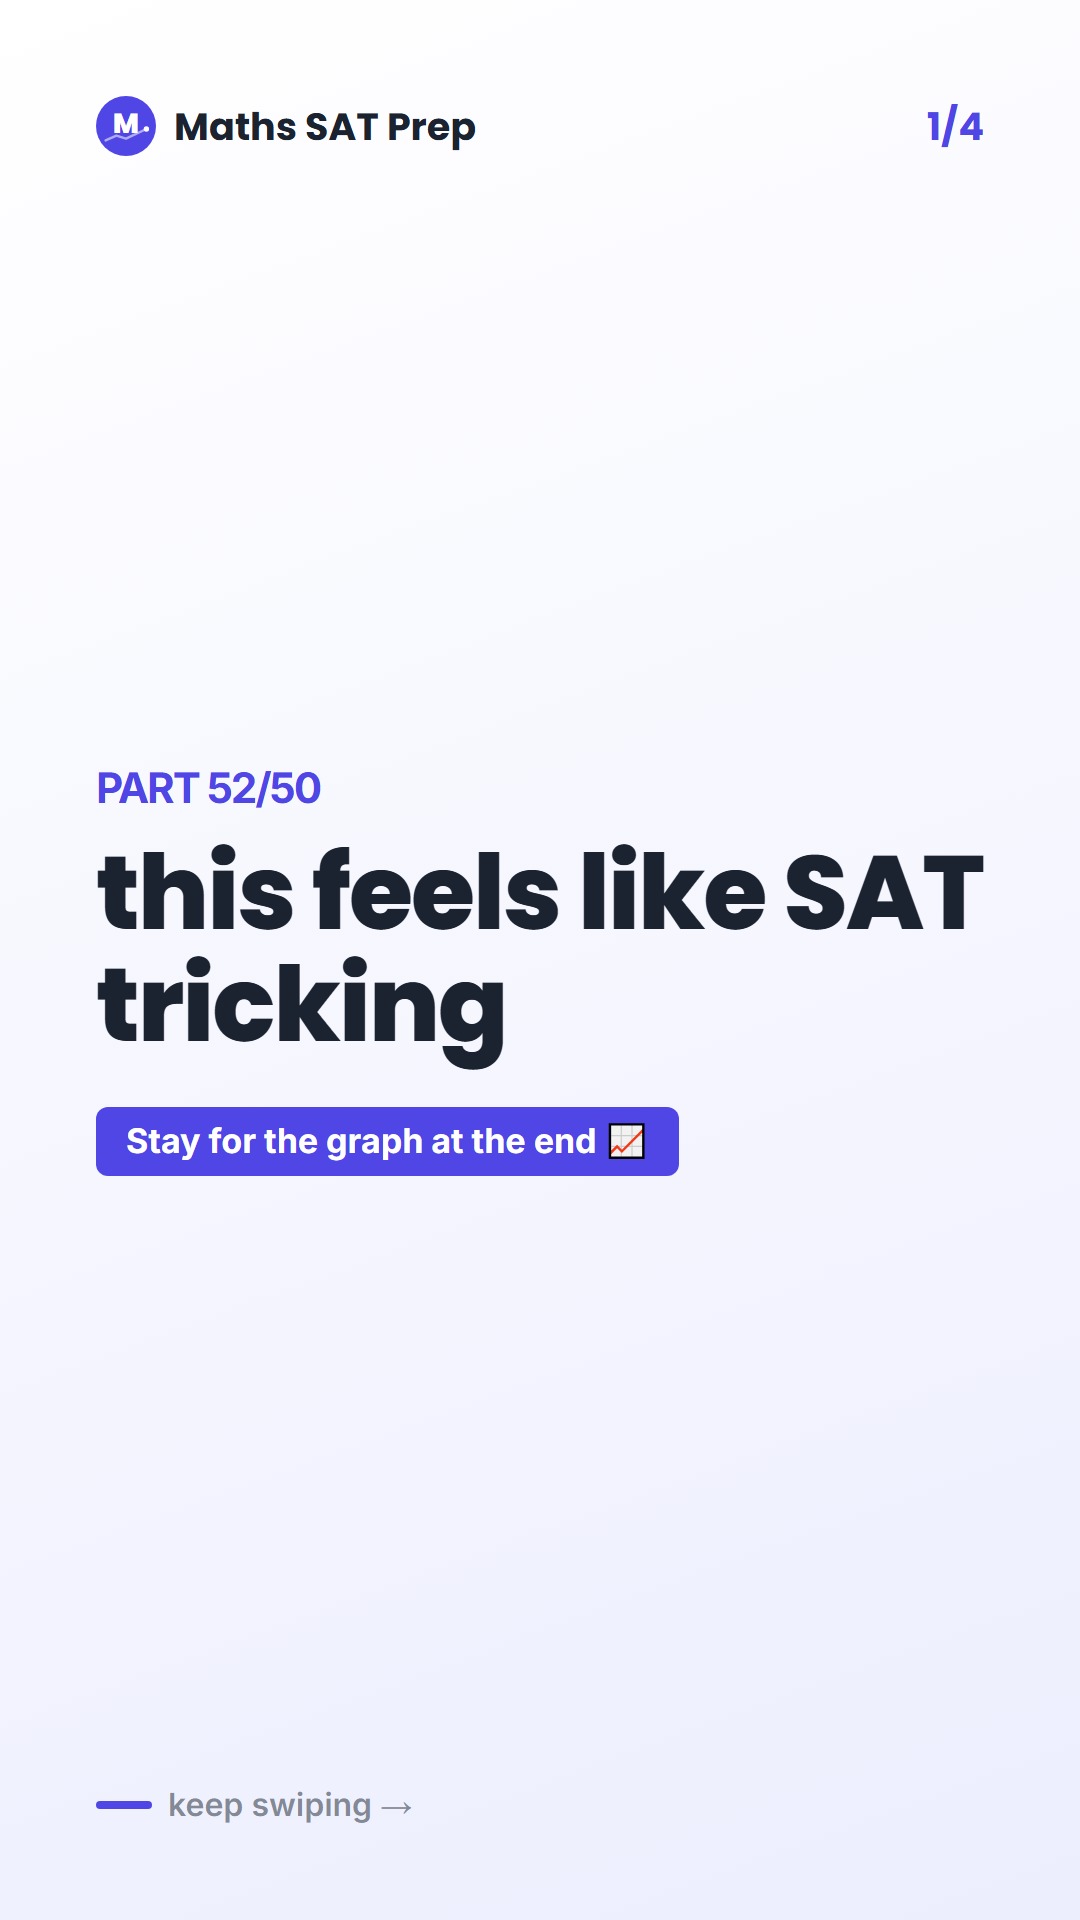 M
Maths SAT Prep
1/4
PART 52/50
this feels like SAT
tricking
Stay for the graph at the end 📈
keep swiping →